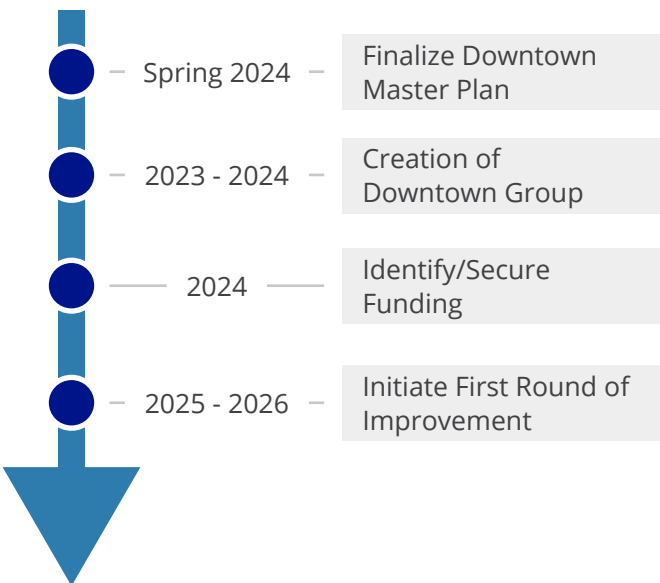 Spring 2024
Finalize Downtown
Master Plan
2023 - 2024
Creation of
Downtown Group
2024
Identify/Secure
Funding
2025 - 2026
Initiate First Round of
Improvement